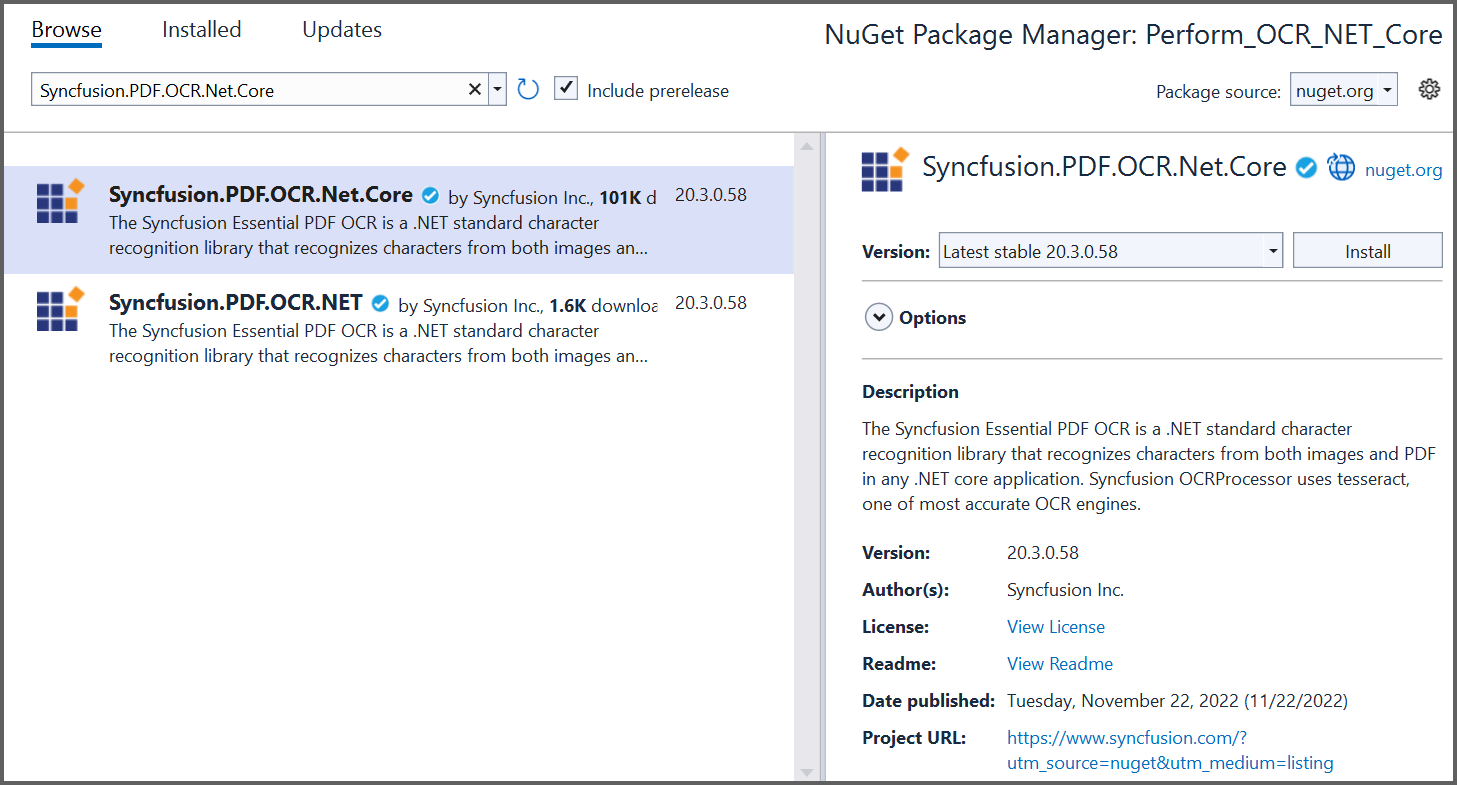 Browse
Installed
Updates
NuGet Package Manager: Perform_OCR_NET_Core
Syncfusion.PDF.OCR.Net.Core
Include prerelease
Package source: nuget.org
Syncfusion.PDF.OCR.Net.Core by Syncfusion Inc., 101K d 20.3.0.58
The Syncfusion Essential PDF OCR is a .NET standard character
recognition library that recognizes characters from both images an...
Syncfusion.PDF.OCR.NET by Syncfusion Inc., 1.6K downloa 20.3.0.58
The Syncfusion Essential PDF OCR is a .NET standard character
recognition library that recognizes characters from both images an...
Syncfusion.PDF.OCR.Net.Core nuget.org
Version: Latest stable 20.3.0.58 Install
Options
Description
The Syncfusion Essential PDF OCR is a .NET standard character
recognition library that recognizes characters from both images and PDF
in any .NET core application. Syncfusion OCRProcessor uses tesseract,
one of most accurate OCR engines.
Version: 20.3.0.58
Author(s): Syncfusion Inc.
License: View License
Readme: View Readme
Date published: Tuesday, November 22, 2022 (11/22/2022)
Project URL: https://www.syncfusion.com/?
utm_source=nuget&utm_medium=listing